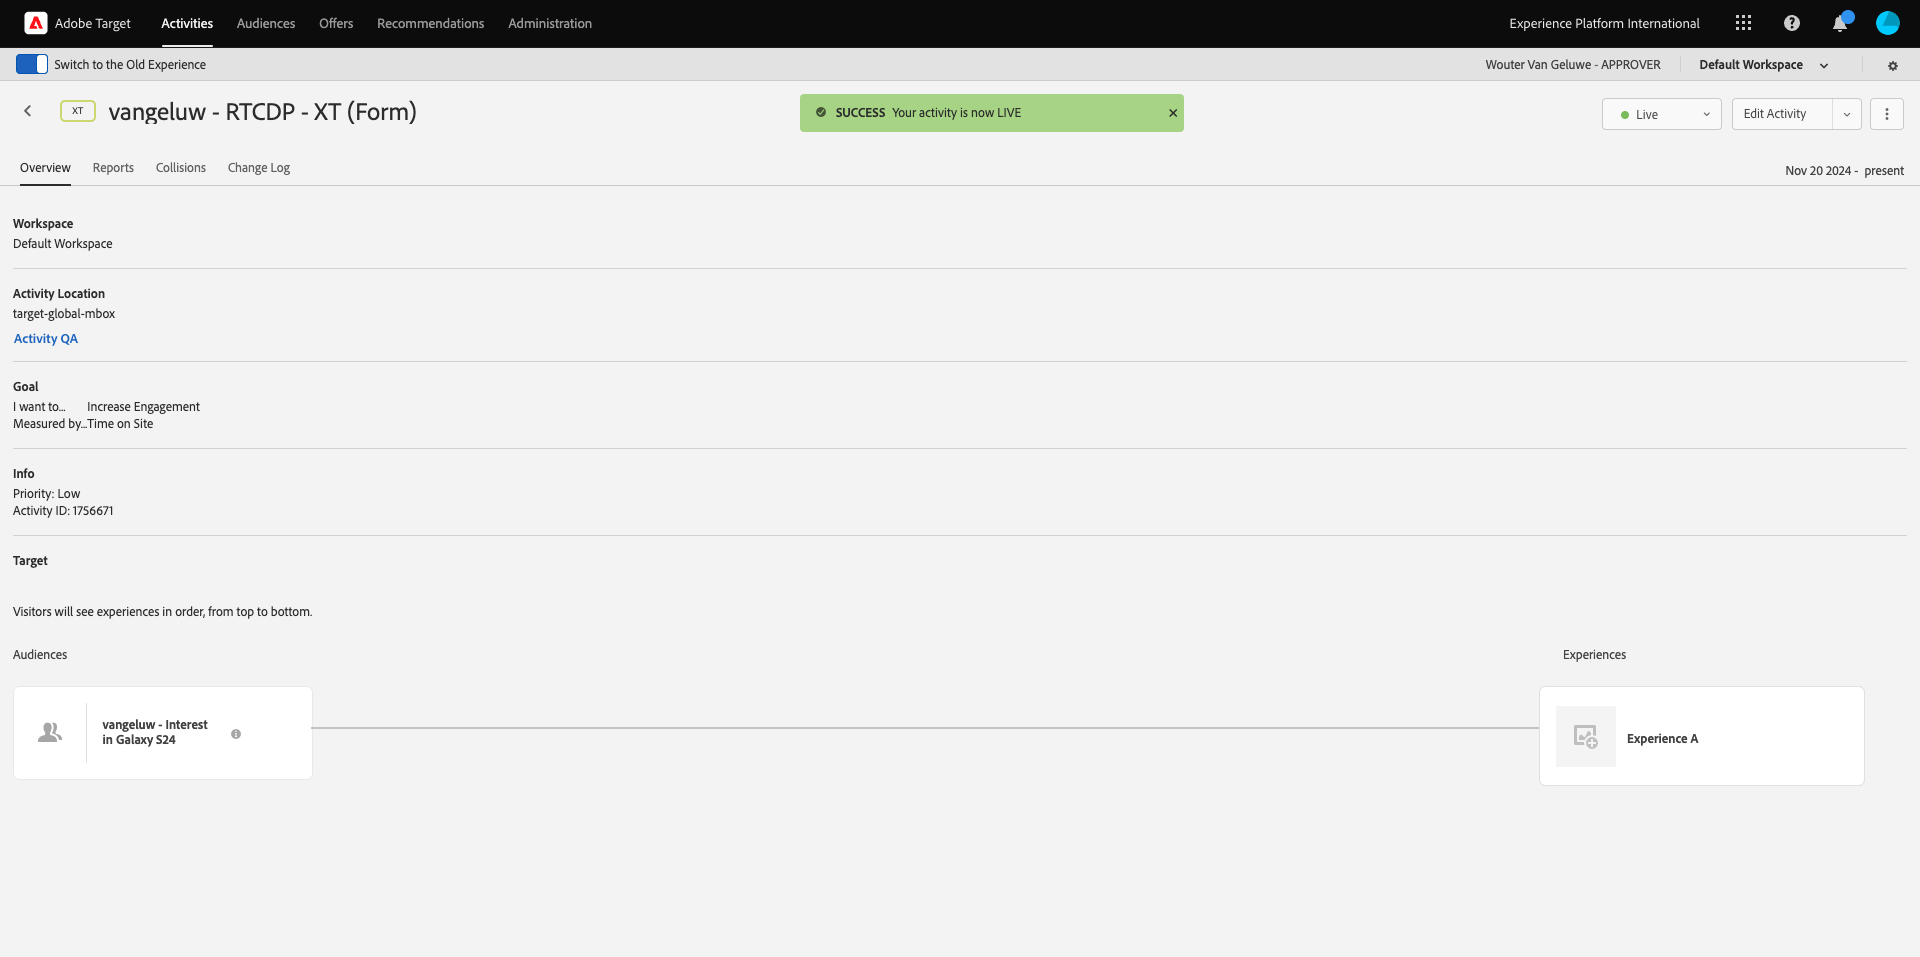 Adobe Target
Activities
Audiences
Offers
Recommendations
Administration
Experience Platform International
Switch to the Old Experience
Wouter Van Geluwe - APPROVER
Default Workspace
XT
vangeluw - RTCDP - XT (Form)
SUCCESS Your activity is now LIVE
Live
Edit Activity
Overview
Reports
Collisions
Change Log
Nov 20 2024 - present
Workspace
Default Workspace
Activity Location
target-global-mbox
Activity QA
Goal
I want to... Increase Engagement
Measured by...Time on Site
Info
Priority: Low
Activity ID: 1756671
Target
Visitors will see experiences in order, from top to bottom.
Audiences
Experiences
vangeluw - Interest
in Galaxy S24
Experience A